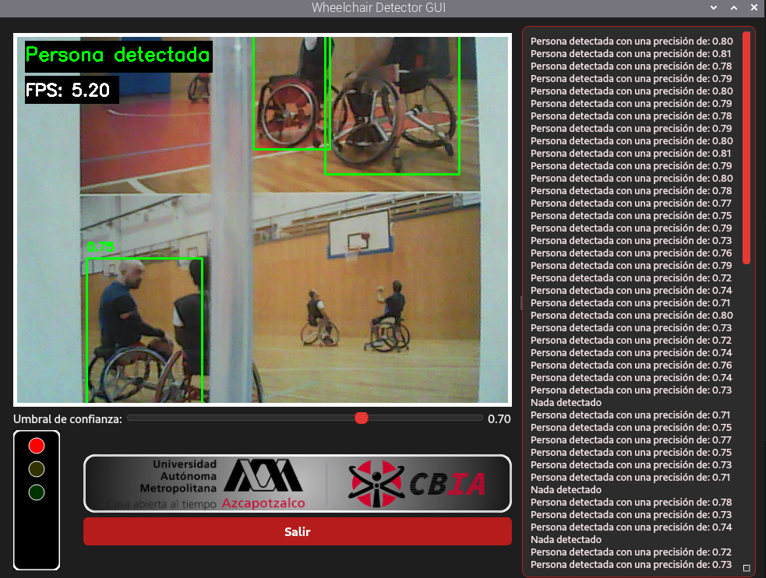 Wheelchair Detector GUI
Persona detectada
FPS: 5.20
0.75
Umbral de confianza:
0.70
Universidad
Autónoma
Metropolitana
Casa abierta al tiempo Azcapotzalco
CBIA
Salir
Persona detectada con una precisión de: 0.80
Persona detectada con una precisión de: 0.81
Persona detectada con una precisión de: 0.78
Persona detectada con una precisión de: 0.79
Persona detectada con una precisión de: 0.80
Persona detectada con una precisión de: 0.79
Persona detectada con una precisión de: 0.78
Persona detectada con una precisión de: 0.79
Persona detectada con una precisión de: 0.80
Persona detectada con una precisión de: 0.81
Persona detectada con una precisión de: 0.79
Persona detectada con una precisión de: 0.80
Persona detectada con una precisión de: 0.78
Persona detectada con una precisión de: 0.77
Persona detectada con una precisión de: 0.75
Persona detectada con una precisión de: 0.79
Persona detectada con una precisión de: 0.73
Persona detectada con una precisión de: 0.76
Persona detectada con una precisión de: 0.79
Persona detectada con una precisión de: 0.72
Persona detectada con una precisión de: 0.74
Persona detectada con una precisión de: 0.71
Persona detectada con una precisión de: 0.80
Persona detectada con una precisión de: 0.73
Persona detectada con una precisión de: 0.72
Persona detectada con una precisión de: 0.74
Persona detectada con una precisión de: 0.76
Persona detectada con una precisión de: 0.74
Persona detectada con una precisión de: 0.73
Nada detectado
Persona detectada con una precisión de: 0.71
Persona detectada con una precisión de: 0.75
Persona detectada con una precisión de: 0.77
Persona detectada con una precisión de: 0.75
Persona detectada con una precisión de: 0.73
Persona detectada con una precisión de: 0.71
Nada detectado
Persona detectada con una precisión de: 0.78
Persona detectada con una precisión de: 0.73
Persona detectada con una precisión de: 0.74
Nada detectado
Persona detectada con una precisión de: 0.72
Persona detectada con una precisión de: 0.73